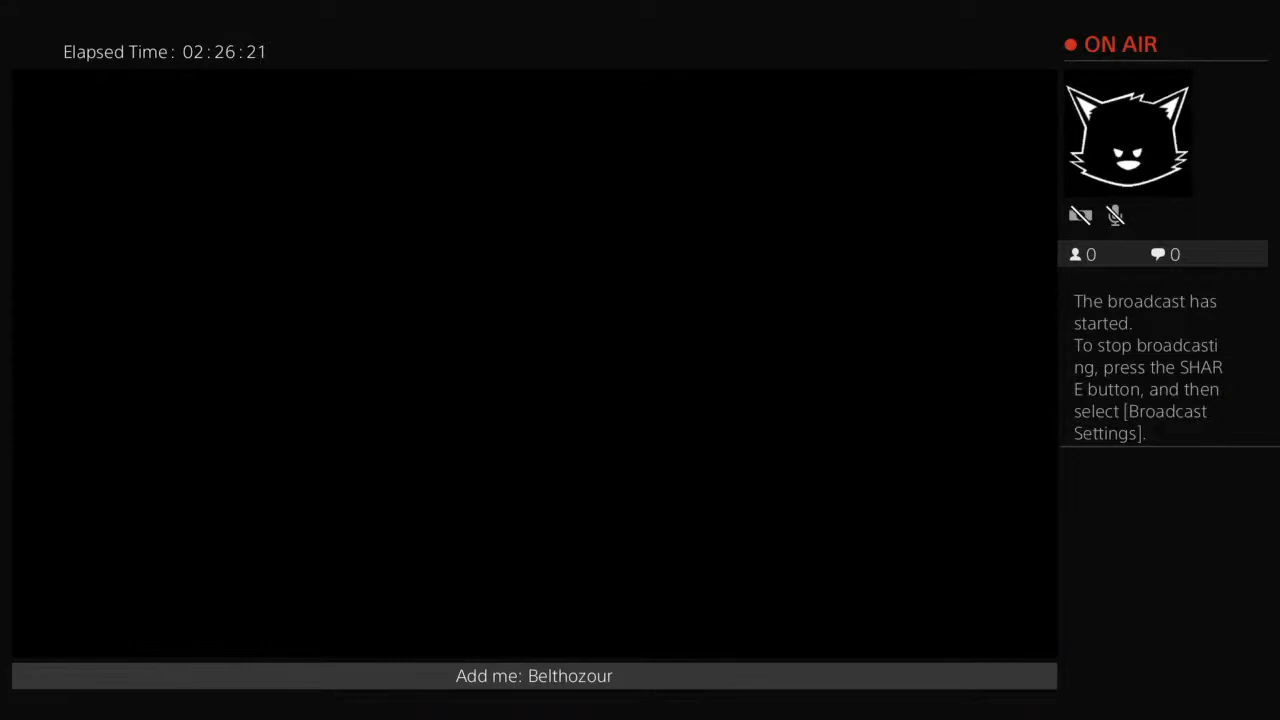 Elapsed Time: 02:26:21
ON AIR
0 0
The broadcast has
started.
To stop broadcasti
ng, press the SHAR
E button, and then
select [Broadcast
Settings].
Add me: Belthozour